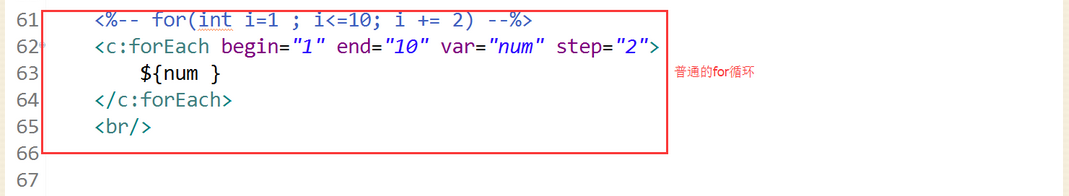 61 <%-- for(int i=1 ; i<=10; i += 2) --%>
62 <c:forEach begin="1" end="10" var="num" step="2">
63 ${num } 普通的for循环
64 </c:forEach>
65 <br/>
66
67